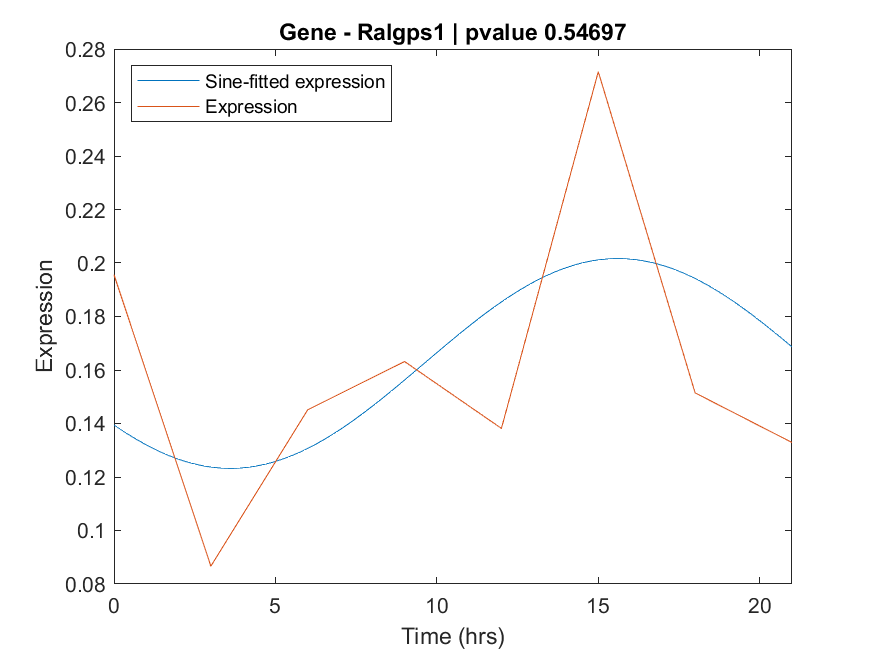 Gene - Ralgps1 | pvalue 0.54697
0.28
0.26
0.24
0.22
0.2
0.18
0.16
0.14
0.12
0.1
0.08
Expression
Sine-fitted expression
Expression
0 5 10 15 20
Time (hrs)